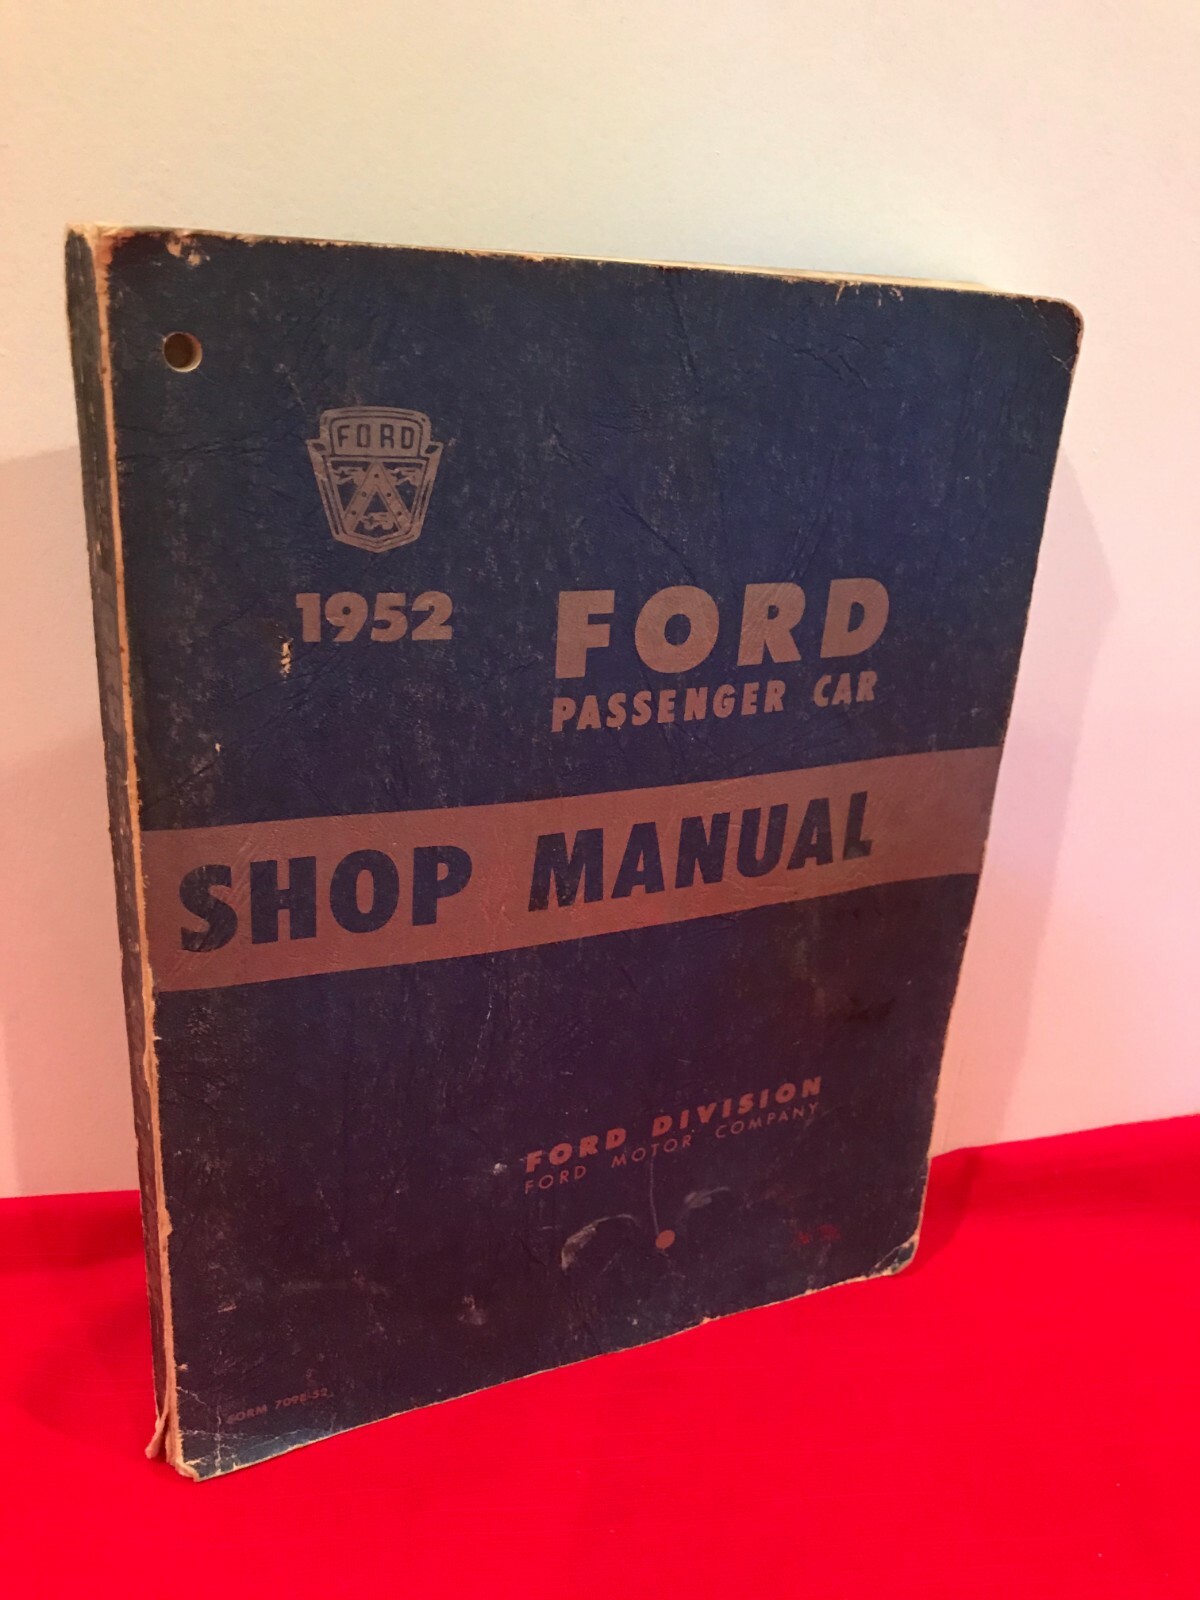 FORD
1952
FORD
PASSENGER CAR
SHOP MANUAL
FORD DIVISION
FORD MOTOR COMPANY
FORM 7098-52